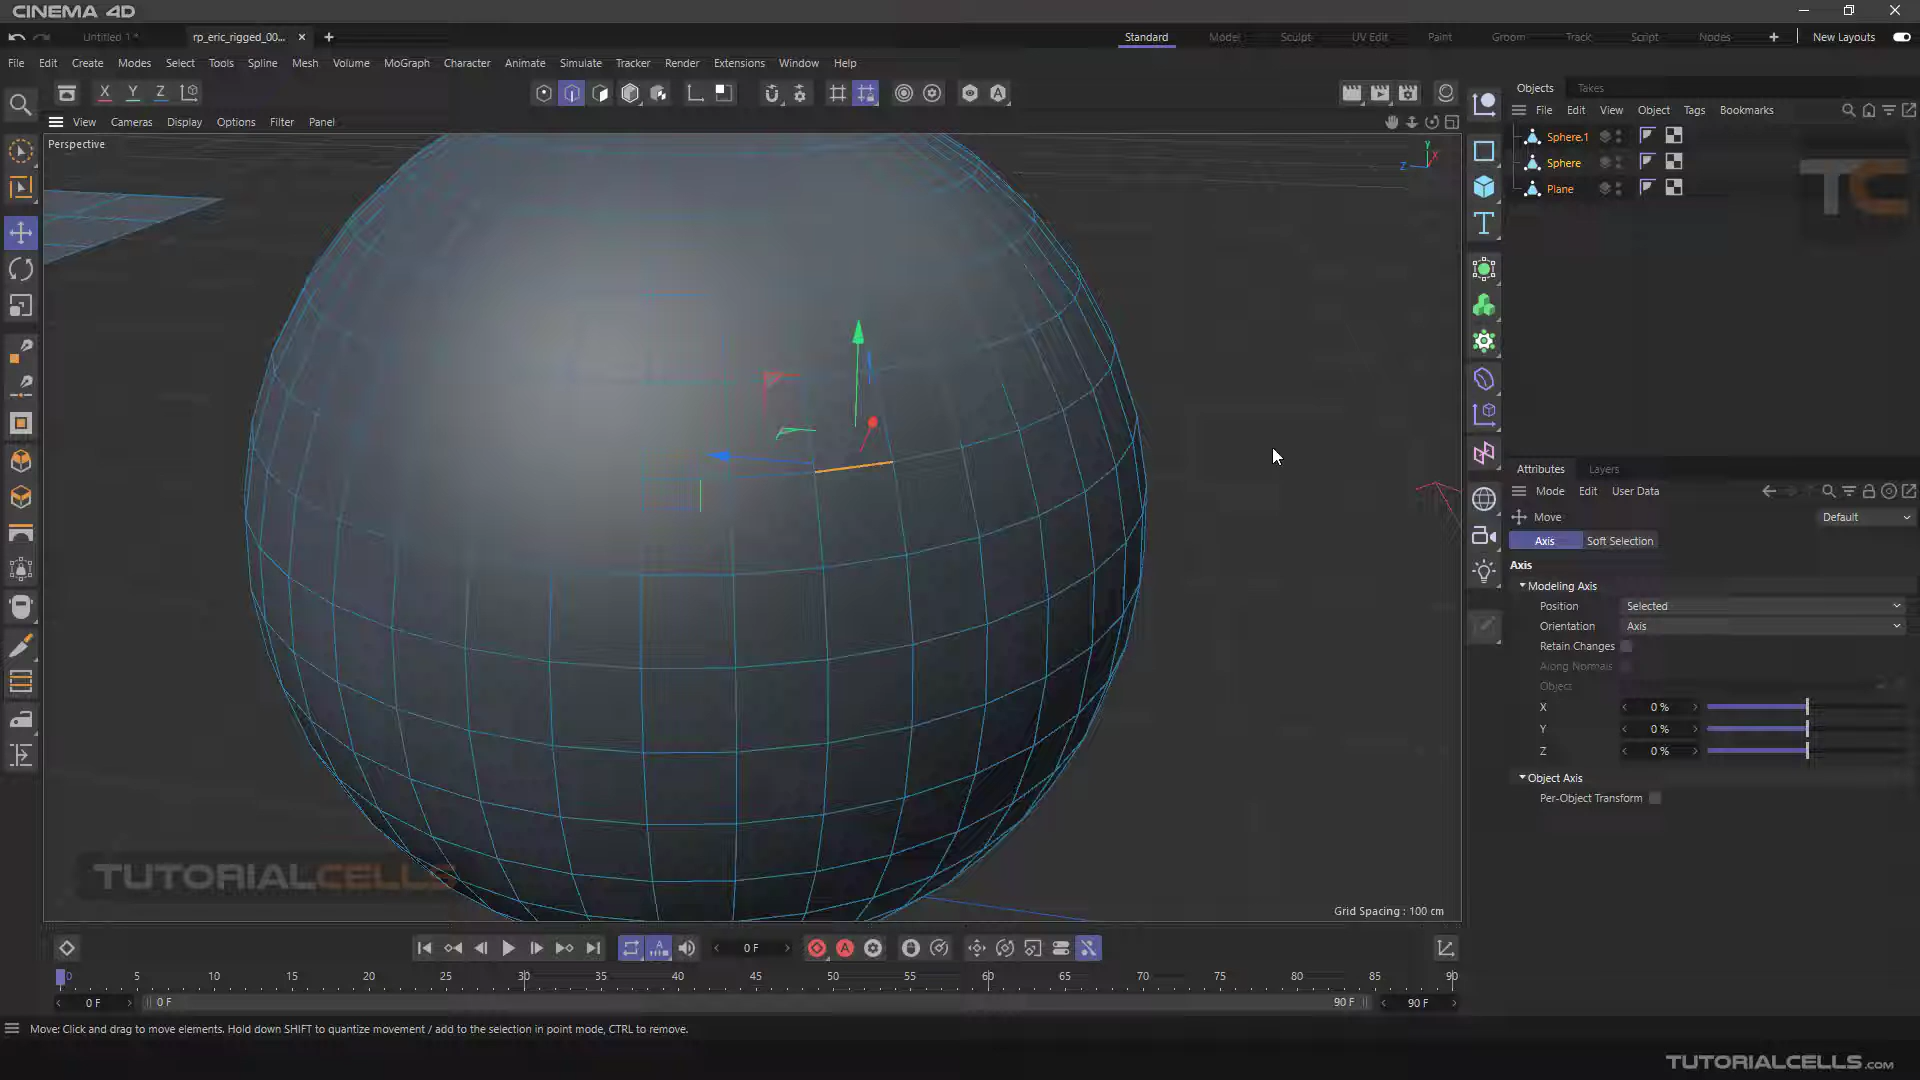 CINEMA 4D
Untitled 1 *
rp_eric_rigged_00...
Standard
Model
Sculpt
UV Edit
Paint
Groom
Track
Script
Nodes
New Layouts
File Edit Create Modes Select Tools Spline Mesh Volume MoGraph Character Animate Simulate Tracker Render Extensions Window Help
Objects Takes
X Y Z
File Edit View Object Tags Bookmarks
View Cameras Display Options Filter Panel
Perspective
Y
X
Z
Sphere.1
Sphere
Plane
TC
Attributes Layers
Mode Edit User Data
Move
Default
Axis Soft Selection
Axis
Modeling Axis
Position Selected
Orientation Axis
Retain Changes
Along Normals
Object
X 0 %
Y 0 %
Z 0 %
Object Axis
Per-Object Transform
TUTORIALCELLS
Grid Spacing : 100 cm
0 F
0 5 10 15 20 25 30 35 40 45 50 55 60 65 70 75 80 85 90
0 F 0 F 90 F 90 F
Move: Click and drag to move elements. Hold down SHIFT to quantize movement / add to the selection in point mode, CTRL to remove.
TUTORIALCELLS.COM